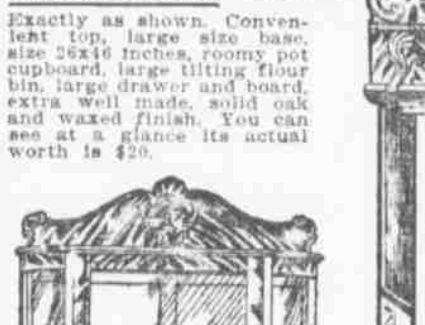 Exactly as shown. Conven-
ient top, large size base,
size 26x46 inches, roomy pot
cupboard, large tilting flour
bin, large drawer and board,
extra well made, solid oak
and waxed finish. You can
see at a glance its actual
worth is $20.